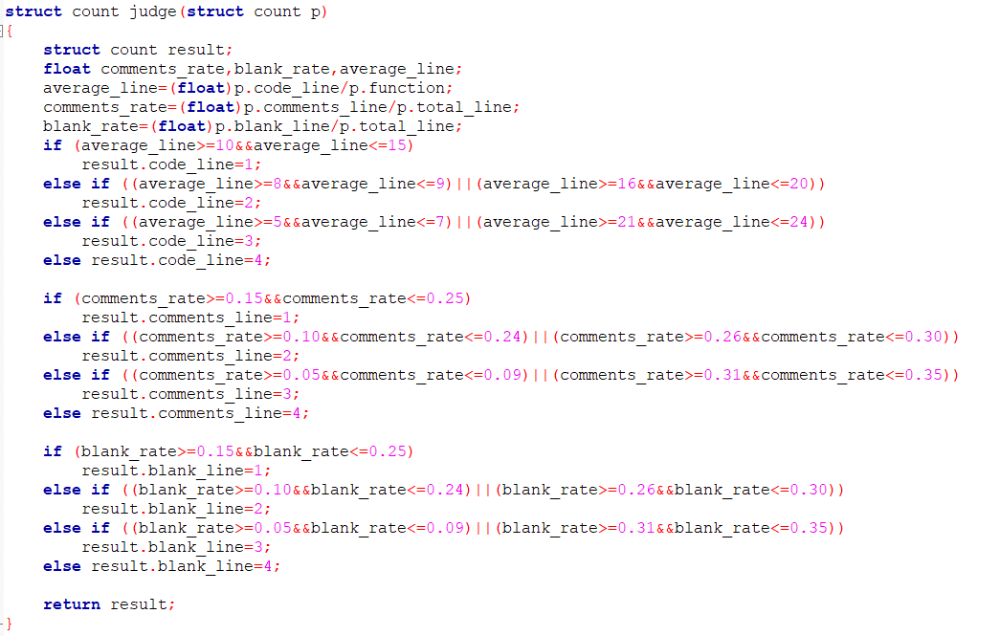 struct count judge(struct count p)
{
    struct count result;
    float comments_rate,blank_rate,average_line;
    average_line=(float)p.code_line/p.function;
    comments_rate=(float)p.comments_line/p.total_line;
    blank_rate=(float)p.blank_line/p.total_line;
    if (average_line>=10&&average_line<=15)
        result.code_line=1;
    else if ((average_line>=8&&average_line<=9)||(average_line>=16&&average_line<=20))
        result.code_line=2;
    else if ((average_line>=5&&average_line<=7)||(average_line>=21&&average_line<=24))
        result.code_line=3;
    else result.code_line=4;

    if (comments_rate>=0.15&&comments_rate<=0.25)
        result.comments_line=1;
    else if ((comments_rate>=0.10&&comments_rate<=0.24)||(comments_rate>=0.26&&comments_rate<=0.30))
        result.comments_line=2;
    else if ((comments_rate>=0.05&&comments_rate<=0.09)||(comments_rate>=0.31&&comments_rate<=0.35))
        result.comments_line=3;
    else result.comments_line=4;

    if (blank_rate>=0.15&&blank_rate<=0.25)
        result.blank_line=1;
    else if ((blank_rate>=0.10&&blank_rate<=0.24)||(blank_rate>=0.26&&blank_rate<=0.30))
        result.blank_line=2;
    else if ((blank_rate>=0.05&&blank_rate<=0.09)||(blank_rate>=0.31&&blank_rate<=0.35))
        result.blank_line=3;
    else result.blank_line=4;

    return result;
}